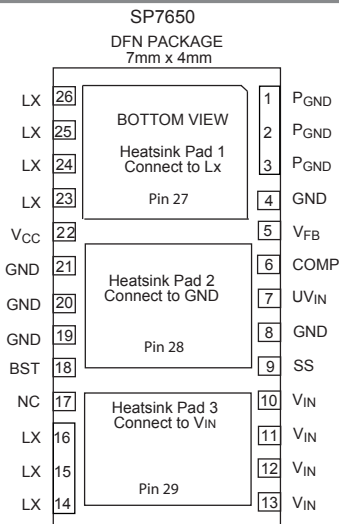 SP7650
DFN PACKAGE
7mm x 4mm
BOTTOM VIEW
Heatsink Pad 1
Connect to Lx
Pin 27
Heatsink Pad 2
Connect to GND
Pin 28
Heatsink Pad 3
Connect to VIN
Pin 29
LX 26
LX 25
LX 24
LX 23
VCC 22
GND 21
GND 20
GND 19
BST 18
NC 17
LX 16
LX 15
LX 14
1 PGND
2 PGND
3 PGND
4 GND
5 VFB
6 COMP
7 UVIN
8 GND
9 SS
10 VIN
11 VIN
12 VIN
13 VIN